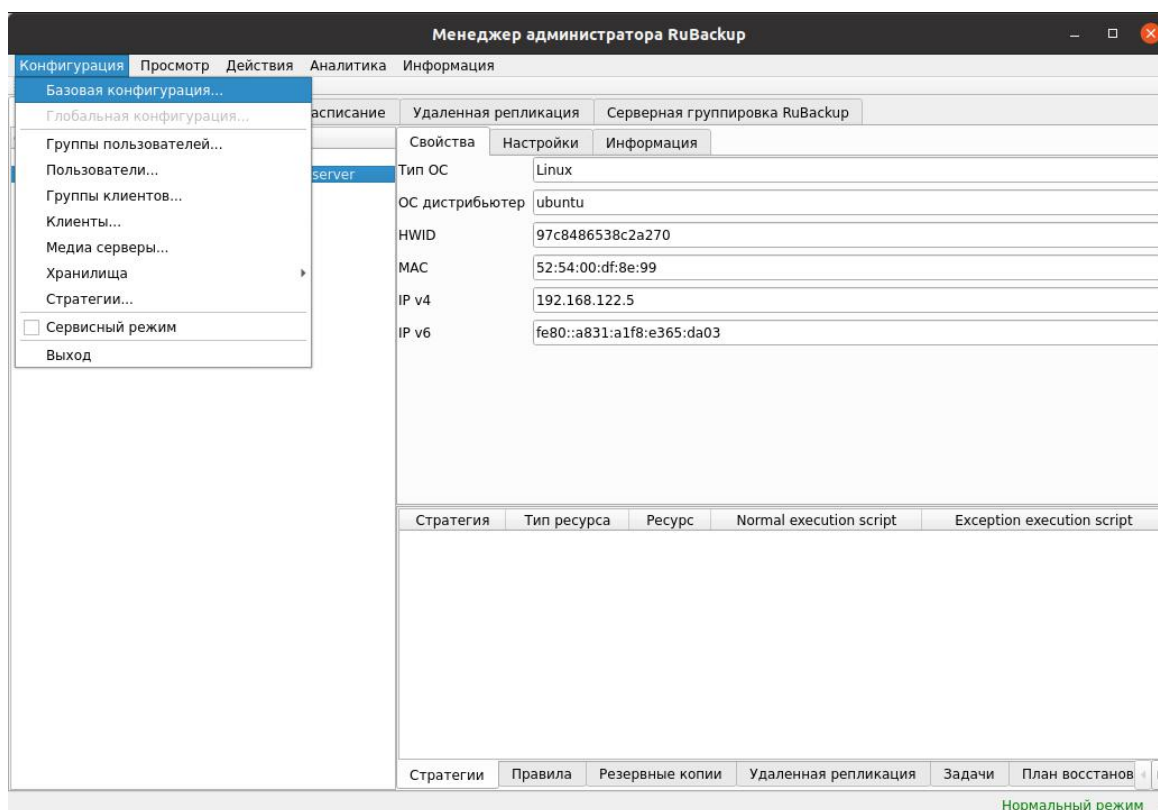 Менеджер администратора RuBackup
Конфигурация Просмотр Действия Аналитика Информация
Базовая конфигурация...
Глобальная конфигурация...
Группы пользователей...
Пользователи...
Группы клиентов...
Клиенты...
Медиа серверы...
Хранилища
Стратегии...
Сервисный режим
Выход
асписание Удаленная репликация Серверная группировка RuBackup
server
Свойства Настройки Информация
Тип ОС Linux
ОС дистрибьютер ubuntu
HWID 97c8486538c2a270
MAC 52:54:00:df:8e:99
IP v4 192.168.122.5
IP v6 fe80::a831:a1f8:e365:da03
Стратегия Тип ресурса Ресурс Normal execution script Exception execution script
Стратегии Правила Резервные копии Удаленная репликация Задачи План восстанов
Нормальный режим